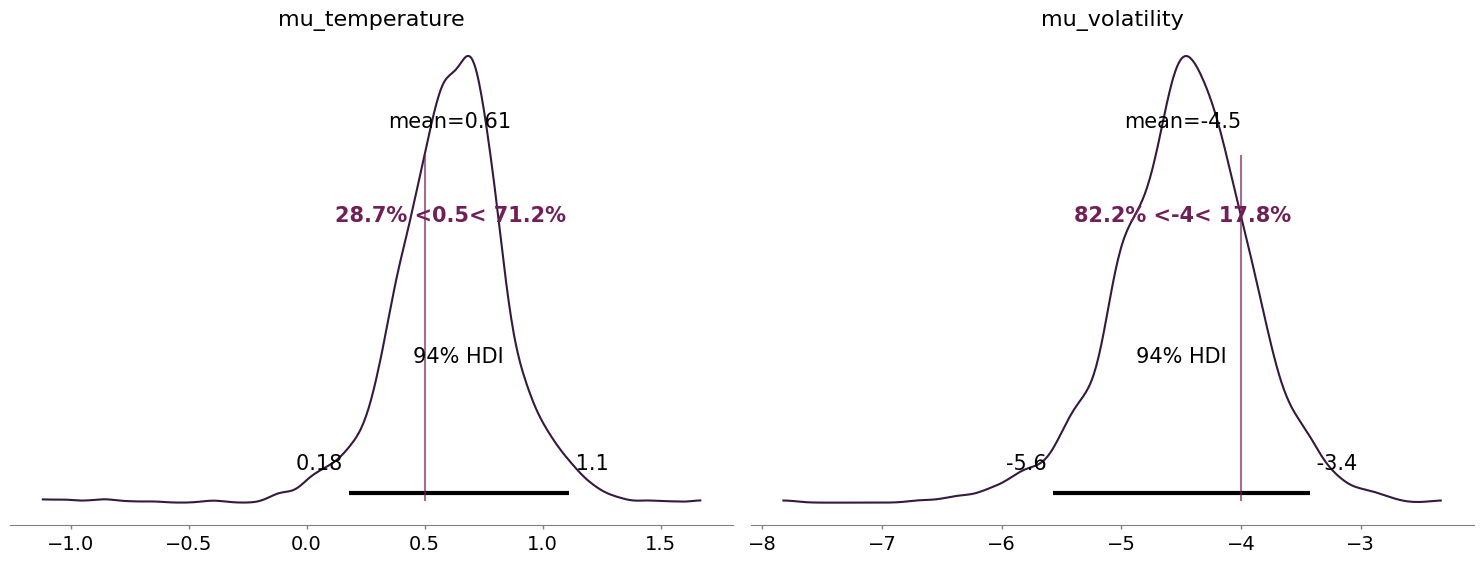 mu_temperature
mean=0.61
28.7% <0.5< 71.2%
94% HDI
0.18 1.1
−1.0 −0.5 0.0 0.5 1.0 1.5
mu_volatility
mean=-4.5
82.2% <-4< 17.8%
94% HDI
-5.6 -3.4
−8 −7 −6 −5 −4 −3